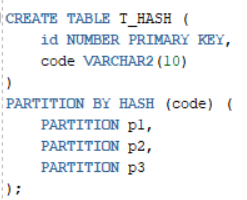 CREATE TABLE T_HASH (
    id NUMBER PRIMARY KEY,
    code VARCHAR2(10)
)
PARTITION BY HASH (code) (
    PARTITION p1,
    PARTITION p2,
    PARTITION p3
);